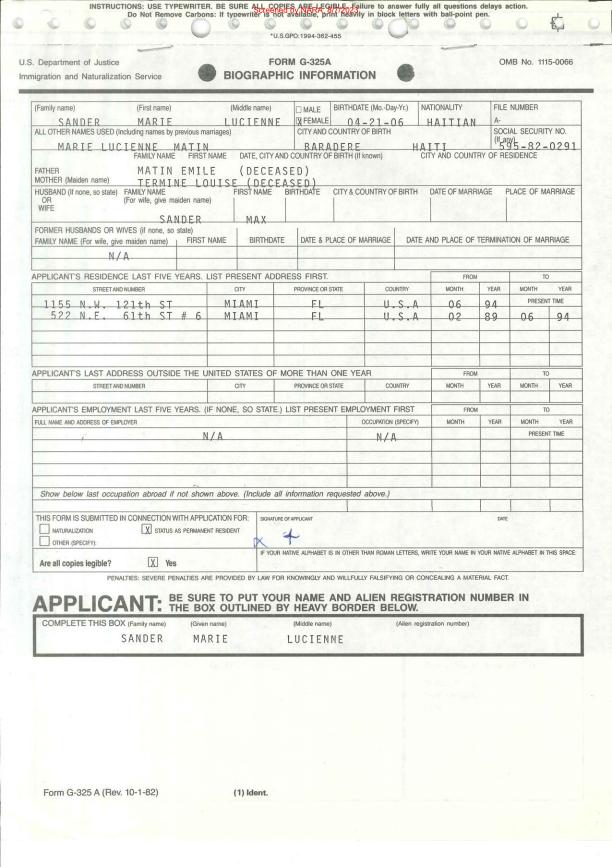 INSTRUCTIONS: USE TYPEWRITER. BE SURE ALL COPIES ARE LEGIBLE. Failure to answer fully all questions delays action.
Do Not Remove Carbons: If typewriter is not available, print heavily in block letters with ball-point pen.
Screened by NARA, 8/7/2023
*U.S.GPO:1994-362-455
U.S. Department of Justice
Immigration and Naturalization Service
FORM G-325A
BIOGRAPHIC INFORMATION
OMB No. 1115-0066
(Family name) (First name) (Middle name) MALE BIRTHDATE (Mo.-Day-Yr.) NATIONALITY FILE NUMBER
SANDER MARIE LUCIENNE X FEMALE 04-21-06 HAITIAN A-
ALL OTHER NAMES USED (Including names by previous marriages) CITY AND COUNTRY OF BIRTH SOCIAL SECURITY NO. (If any)
MARIE LUCIENNE MATIN BARADERE HAITI 595-82-0291
FAMILY NAME FIRST NAME DATE, CITY AND COUNTRY OF BIRTH (If known) CITY AND COUNTRY OF RESIDENCE
FATHER MATIN EMILE (DECEASED)
MOTHER (Maiden name) TERMINE LOUISE (DECEASED)
HUSBAND (If none, so state) OR WIFE FAMILY NAME (For wife, give maiden name) FIRST NAME BIRTHDATE CITY & COUNTRY OF BIRTH DATE OF MARRIAGE PLACE OF MARRIAGE
SANDER MAX
FORMER HUSBANDS OR WIVES (if none, so state)
FAMILY NAME (For wife, give maiden name) FIRST NAME BIRTHDATE DATE & PLACE OF MARRIAGE DATE AND PLACE OF TERMINATION OF MARRIAGE
N/A
APPLICANT'S RESIDENCE LAST FIVE YEARS. LIST PRESENT ADDRESS FIRST. FROM TO
STREET AND NUMBER CITY PROVINCE OR STATE COUNTRY MONTH YEAR MONTH YEAR
1155 N.W. 121th ST MIAMI FL U.S.A 06 94 PRESENT TIME
522 N.E. 61th ST # 6 MIAMI FL U.S.A 02 89 06 94
APPLICANT'S LAST ADDRESS OUTSIDE THE UNITED STATES OF MORE THAN ONE YEAR FROM TO
STREET AND NUMBER CITY PROVINCE OR STATE COUNTRY MONTH YEAR MONTH YEAR
APPLICANT'S EMPLOYMENT LAST FIVE YEARS. (IF NONE, SO STATE.) LIST PRESENT EMPLOYMENT FIRST FROM TO
FULL NAME AND ADDRESS OF EMPLOYER OCCUPATION (SPECIFY) MONTH YEAR MONTH YEAR
N/A N/A PRESENT TIME
Show below last occupation abroad if not shown above. (Include all information requested above.)
THIS FORM IS SUBMITTED IN CONNECTION WITH APPLICATION FOR: SIGNATURE OF APPLICANT DATE
NATURALIZATION X STATUS AS PERMANENT RESIDENT
OTHER (SPECIFY): x +
IF YOUR NATIVE ALPHABET IS IN OTHER THAN ROMAN LETTERS, WRITE YOUR NAME IN YOUR NATIVE ALPHABET IN THIS SPACE:
Are all copies legible? X Yes
PENALTIES: SEVERE PENALTIES ARE PROVIDED BY LAW FOR KNOWINGLY AND WILLFULLY FALSIFYING OR CONCEALING A MATERIAL FACT.
APPLICANT: BE SURE TO PUT YOUR NAME AND ALIEN REGISTRATION NUMBER IN
THE BOX OUTLINED BY HEAVY BORDER BELOW.
COMPLETE THIS BOX (Family name) (Given name) (Middle name) (Alien registration number)
SANDER MARIE LUCIENNE
Form G-325 A (Rev. 10-1-82) (1) Ident.